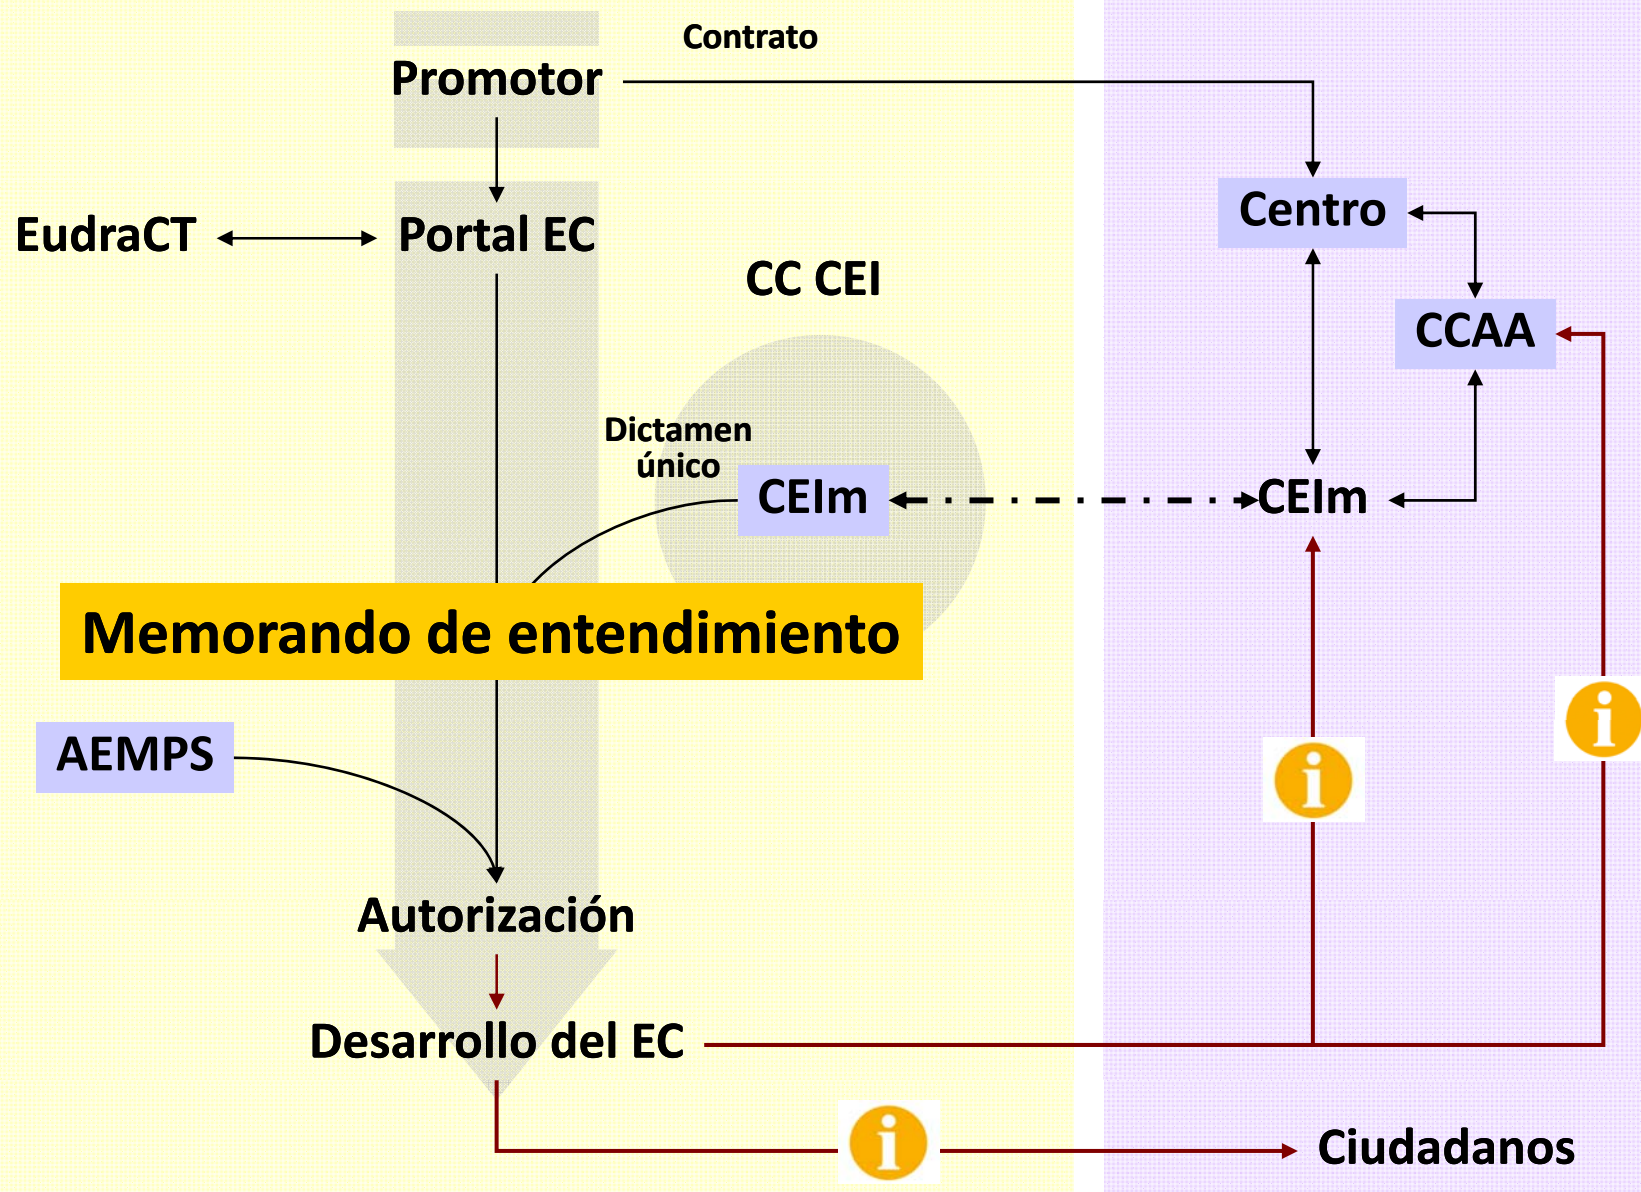 Contrato
Promotor
EudraCT
Portal EC
Centro
CC CEI
CCAA
Dictamen
único
CEIm
CEIm
Memorando de entendimiento
AEMPS
i
i
Autorización
Desarrollo del EC
i
Ciudadanos